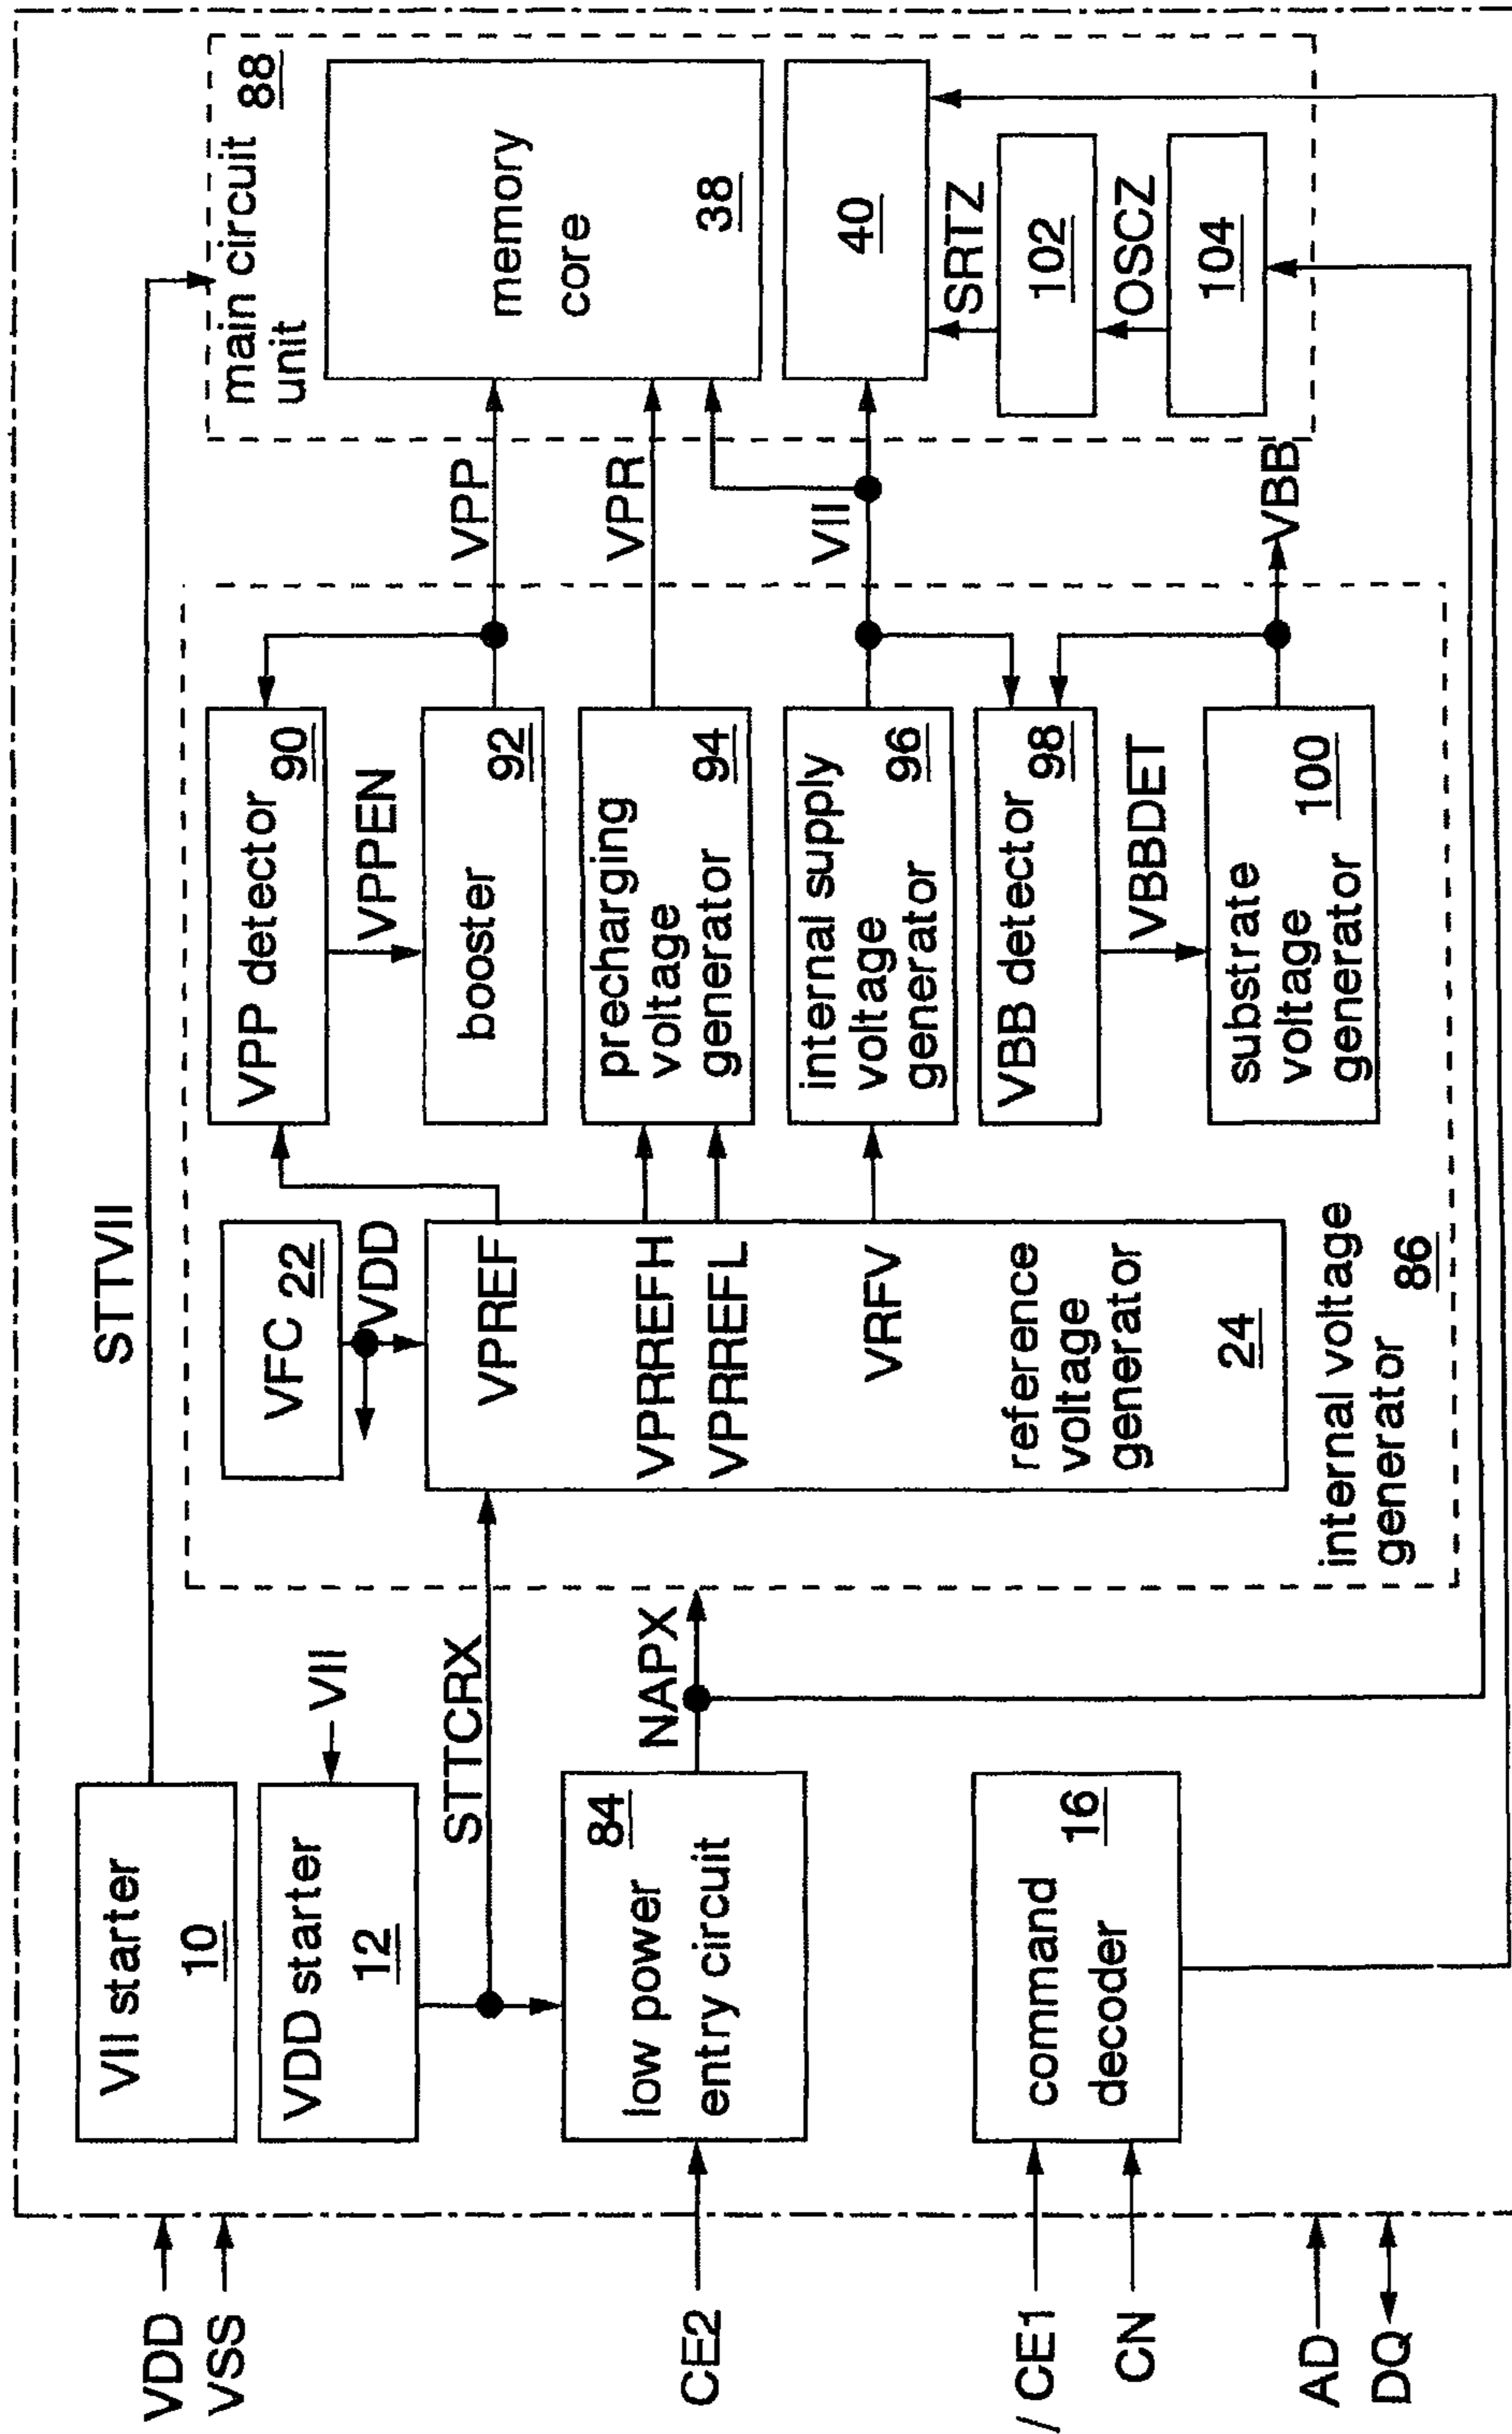 VDD
VSS
CE2
/ CE1
CN
AD
DQ
VII starter
10
VDD starter
12
VII
STTVII
STTCRX
low power
entry circuit
84
NAPX
command
decoder
16
VFC 22
VDD
VPREF
VPRREFH
VPRREFL
VRFV
reference
voltage
generator
24
internal voltage
generator
86
VPP detector
90
VPPEN
booster
92
precharging
voltage
generator
94
internal supply
voltage
generator
96
VBB detector
98
VBBDET
substrate
voltage
generator
100
VPP
VPR
VII
VBB
main circuit
unit
88
memory
core
38
40
SRTZ
102
OSCZ
104